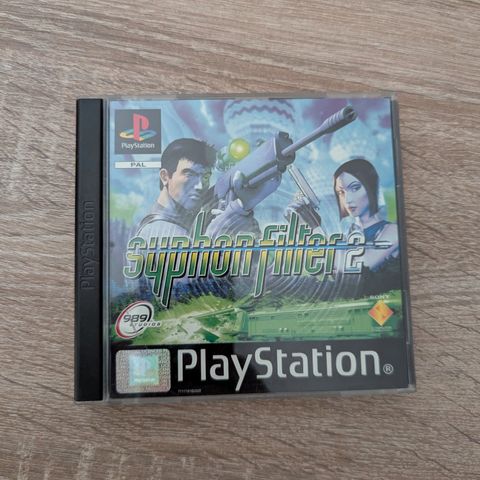 PlayStation
PlayStation
PAL
syphon filter 2
SONY
989
STUDIOS
PlayStation®